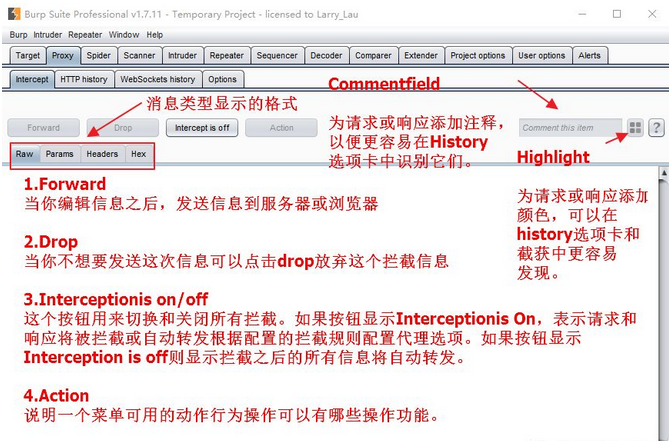 Burp Suite Professional v1.7.11 - Temporary Project - licensed to Larry_Lau
Burp Intruder Repeater Window Help
Target Proxy Spider Scanner Intruder Repeater Sequencer Decoder Comparer Extender Project options User options Alerts
Intercept HTTP history WebSockets history Options
Commentfield
消息类型显示的格式
Forward Drop Intercept is off Action Comment this item ?
为请求或响应添加注释，
以便更容易在History
选项卡中识别它们。
Raw Params Headers Hex
Highlight
为请求或响应添加
颜色，可以在
history选项卡和
截获中更容易
发现。
1.Forward
当你编辑信息之后，发送信息到服务器或浏览器
2.Drop
当你不想要发送这次信息可以点击drop放弃这个拦截信息
3.Interceptionis on/off
这个按钮用来切换和关闭所有拦截。如果按钮显示Interceptionis On，表示请求和
响应将被拦截或自动转发根据配置的拦截规则配置代理选项。如果按钮显示
Interception is off则显示拦截之后的所有信息将自动转发。
4.Action
说明一个菜单可用的动作行为操作可以有哪些操作功能。